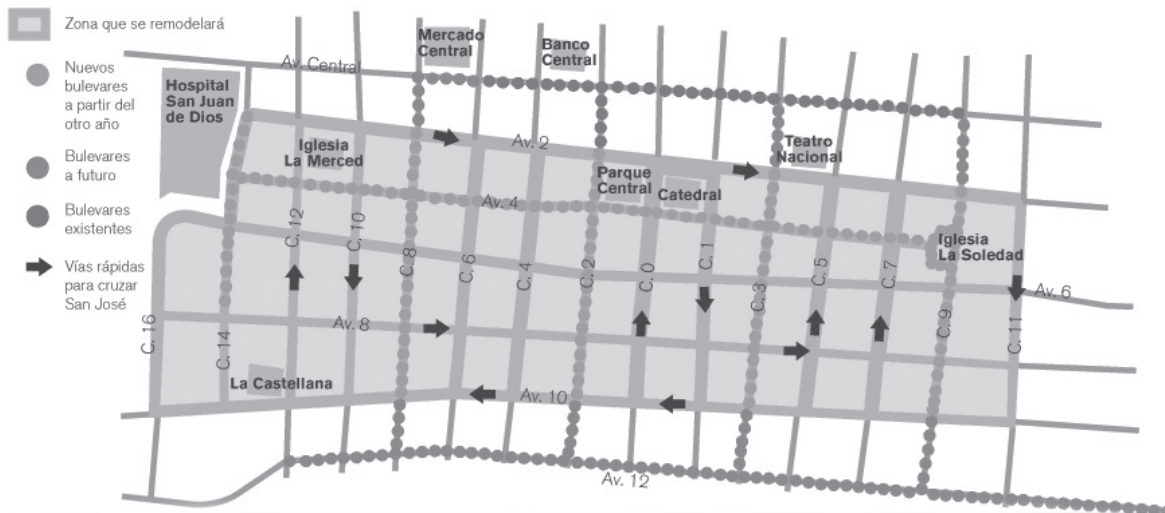 Zona que se remodelará
Nuevos
bulevares
a partir del
otro año
Bulevares
a futuro
Bulevares
existentes
Vías rápidas
para cruzar
San José
Mercado
Central
Banco
Central
Av. Central
Hospital
San Juan
de Dios
Iglesia
La Merced
Av. 2
Teatro
Nacional
Parque
Central
Catedral
Av. 4
Iglesia
La Soledad
C. 16
C. 14
C. 12
C. 10
C. 8
C. 6
C. 4
C. 2
C. 0
C. 1
C. 3
C. 5
C. 7
C. 9
C. 11
Av. 6
Av. 8
La Castellana
Av. 10
Av. 12